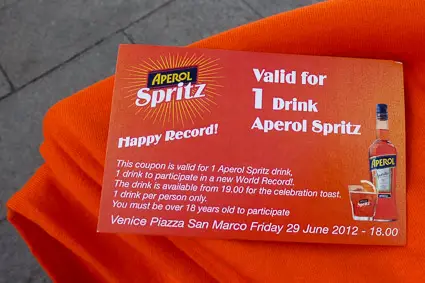 APEROL
Spritz
Happy Record!
Valid for
1 Drink
Aperol Spritz
This coupon is valid for 1 Aperol Spritz drink,
1 drink to participate in a new World Record!.
The drink is available from 19.00 for the celebration toast.
1 drink per person only.
You must be over 18 years old to participate
Venice Piazza San Marco Friday 29 June 2012 - 18.00
APEROL